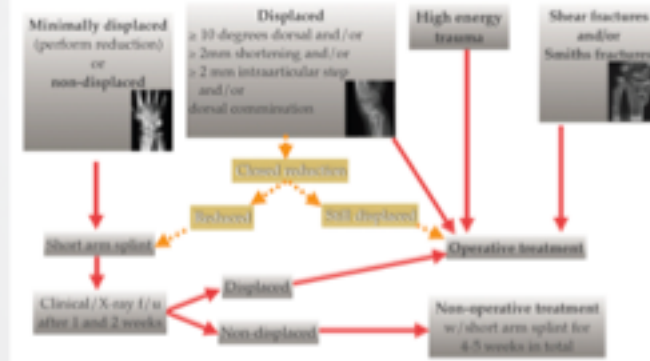 Minimally displaced
(perform reduction)
or
non-displaced
Displaced
≥ 10 degrees dorsal and/or
≥ 2mm shortening and/or
≥ 2 mm intraarticular step
and/or
dorsal comminution
High energy
trauma
Shear fractures
and/or
Smiths fractures
Closed reduction
Reduced
Still displaced
Short arm splint
Operative treatment
Clinical/X-ray f/u
after 1 and 2 weeks
Displaced
Non-displaced
Non-operative treatment
w/short arm splint for
4-5 weeks in total